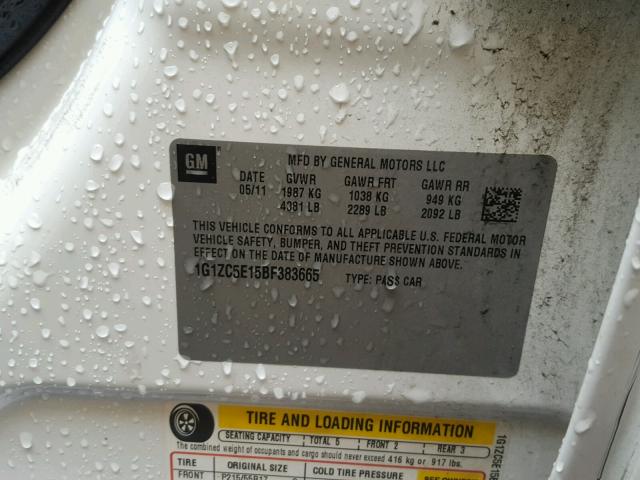 GM
MFD BY GENERAL MOTORS LLC
DATE GVWR GAWR FRT GAWR RR
05/11 1987 KG 1038 KG 949 KG
4381 LB 2289 LB 2092 LB
THIS VEHICLE CONFORMS TO ALL APPLICABLE U.S. FEDERAL MOTOR
VEHICLE SAFETY, BUMPER, AND THEFT PREVENTION STANDARDS IN
EFFECT ON THE DATE OF MANUFACTURE SHOWN ABOVE.
1G1ZC5E15BF383665 TYPE: PASS CAR
TIRE AND LOADING INFORMATION
SEATING CAPACITY TOTAL 5 FRONT 2 REAR 3
The combined weight of occupants and cargo should never exceed 416 kg or 917 lbs.
TIRE ORIGINAL SIZE COLD TIRE PRESSURE
FRONT P215/55R17
1G1ZC5E15B